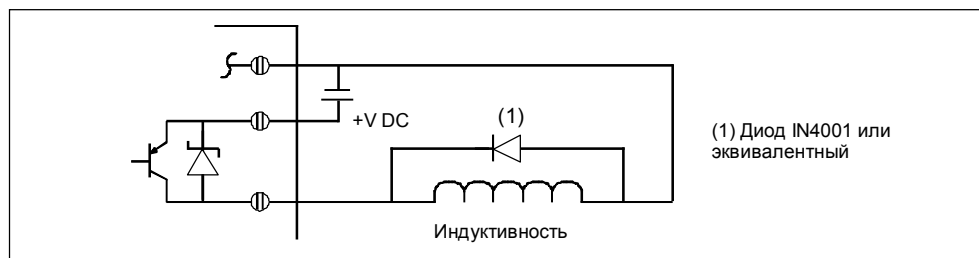 +V DC
(1)
(1) Диод IN4001 или
эквивалентный
Индуктивность